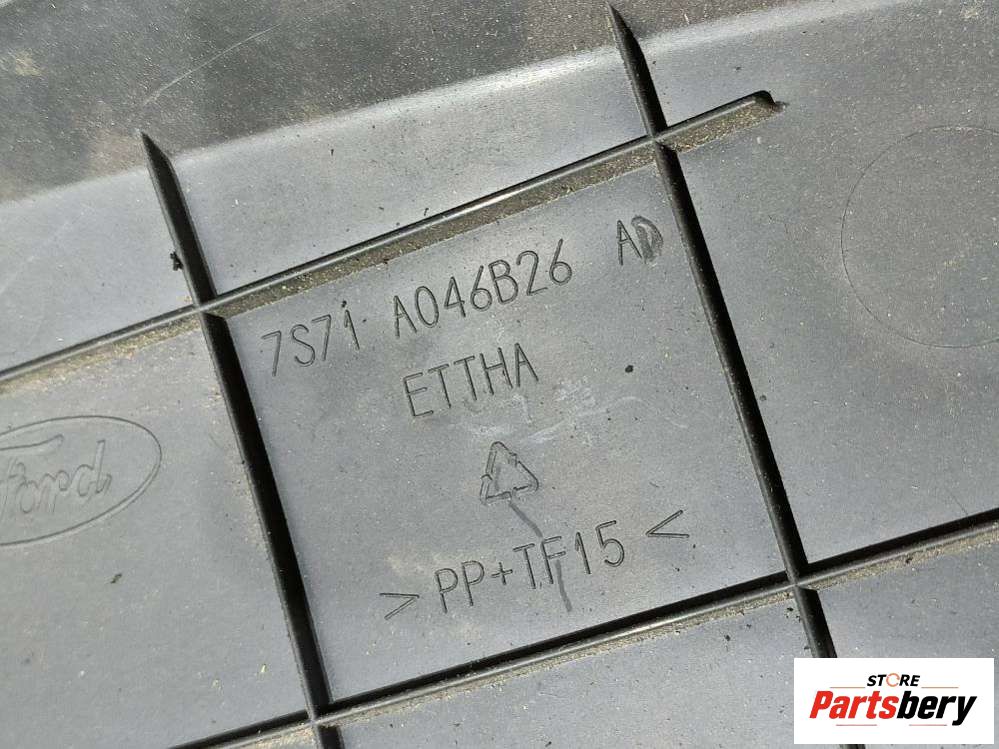 7S71 A046B26 AD
ETTHA
Ford
>PP+TF15<
STORE
Partsbery